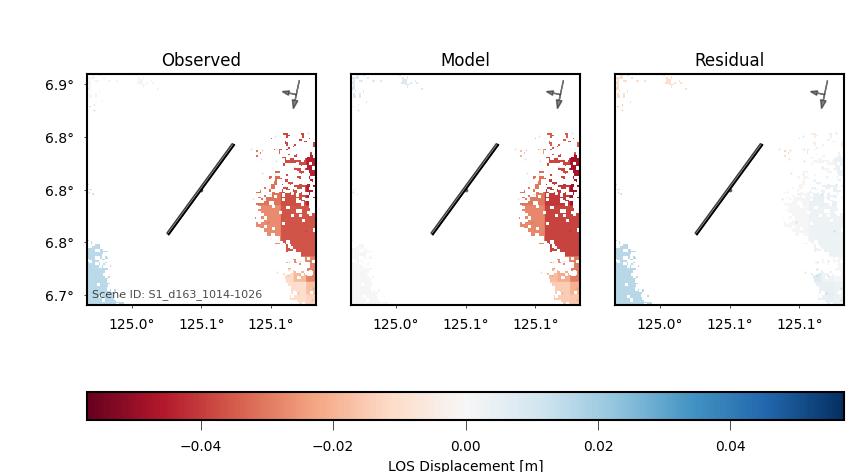 Observed Model Residual
6.9°
6.8°
6.8°
6.8°
6.7°
Scene ID: S1_d163_1014-1026
125.0° 125.1° 125.1° 125.0° 125.1° 125.1° 125.0° 125.1° 125.1°
−0.04 −0.02 0.00 0.02 0.04
LOS Displacement [m]